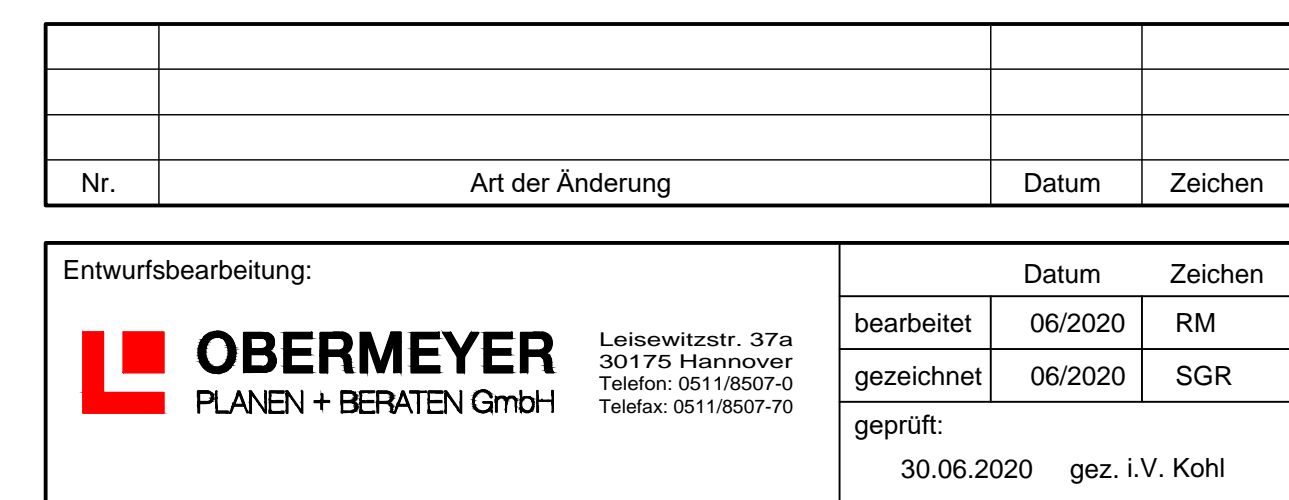 Nr. Art der Änderung Datum Zeichen
Entwurfsbearbeitung:
OBERMEYER
PLANEN + BERATEN GmbH
Leisewitzstr. 37a
30175 Hannover
Telefon: 0511/8507-0
Telefax: 0511/8507-70
Datum Zeichen
bearbeitet 06/2020 RM
gezeichnet 06/2020 SGR
geprüft:
30.06.2020 gez. i.V. Kohl